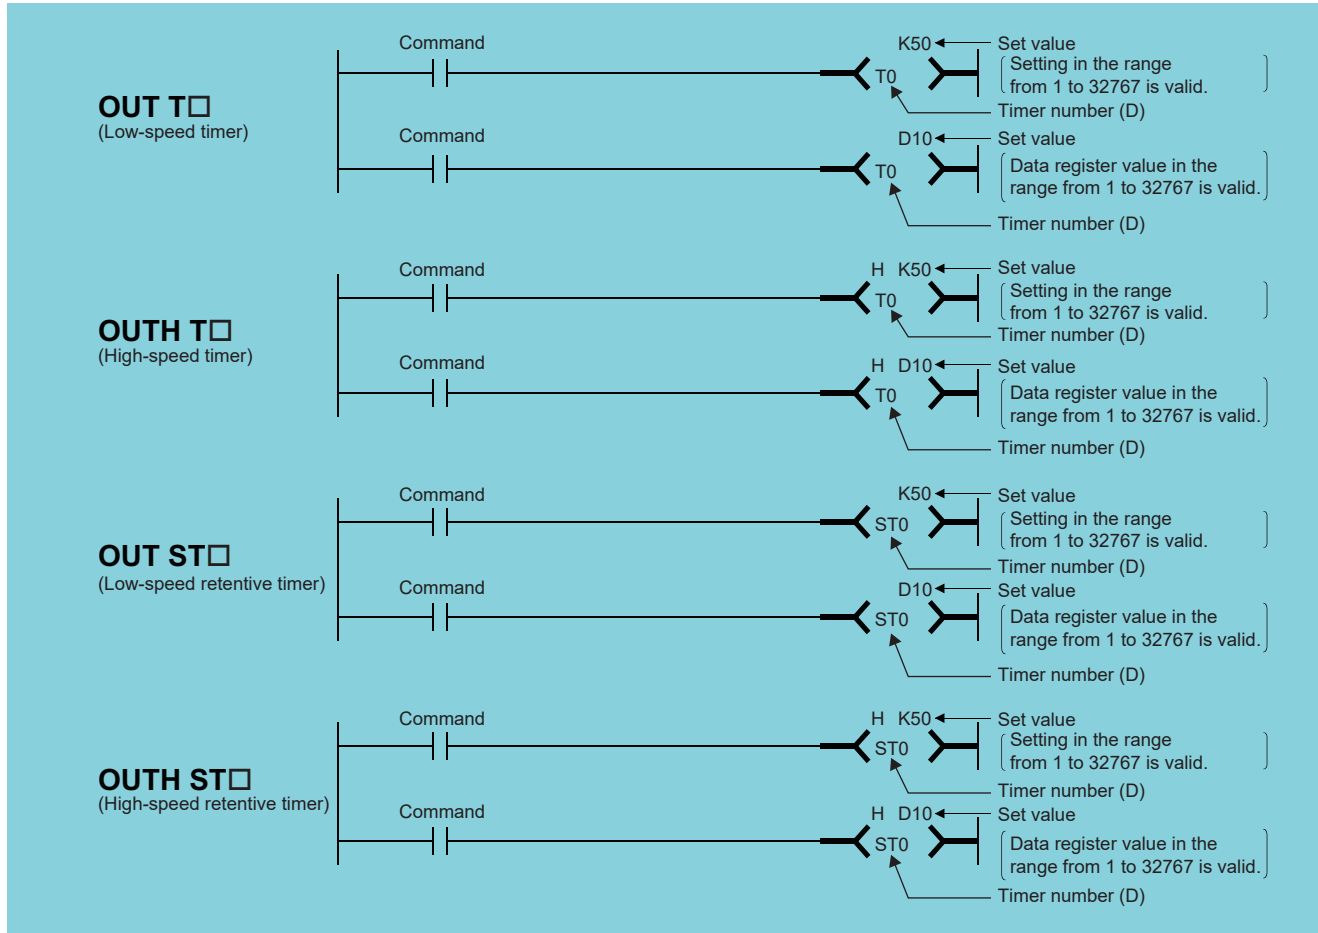 OUT T□
(Low-speed timer)
Command
K50
Set value
T0
Setting in the range
from 1 to 32767 is valid.
Timer number (D)
Command
D10
Set value
T0
Data register value in the
range from 1 to 32767 is valid.
Timer number (D)
OUTH T□
(High-speed timer)
Command
H K50
Set value
T0
Setting in the range
from 1 to 32767 is valid.
Timer number (D)
Command
H D10
Set value
T0
Data register value in the
range from 1 to 32767 is valid.
Timer number (D)
OUT ST□
(Low-speed retentive timer)
Command
K50
Set value
ST0
Setting in the range
from 1 to 32767 is valid.
Timer number (D)
Command
D10
Set value
ST0
Data register value in the
range from 1 to 32767 is valid.
Timer number (D)
OUTH ST□
(High-speed retentive timer)
Command
H K50
Set value
ST0
Setting in the range
from 1 to 32767 is valid.
Timer number (D)
Command
H D10
Set value
ST0
Data register value in the
range from 1 to 32767 is valid.
Timer number (D)